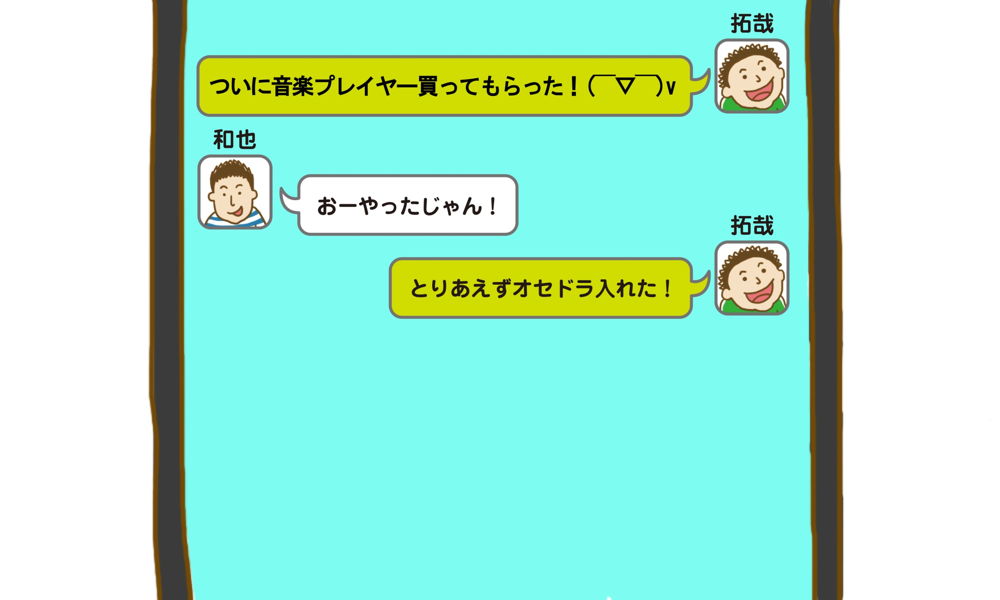 拓哉
ついに音楽プレイヤー買ってもらった！(￣▽￣)v
和也
おーやったじゃん！
拓哉
とりあえずオセドラ入れた！